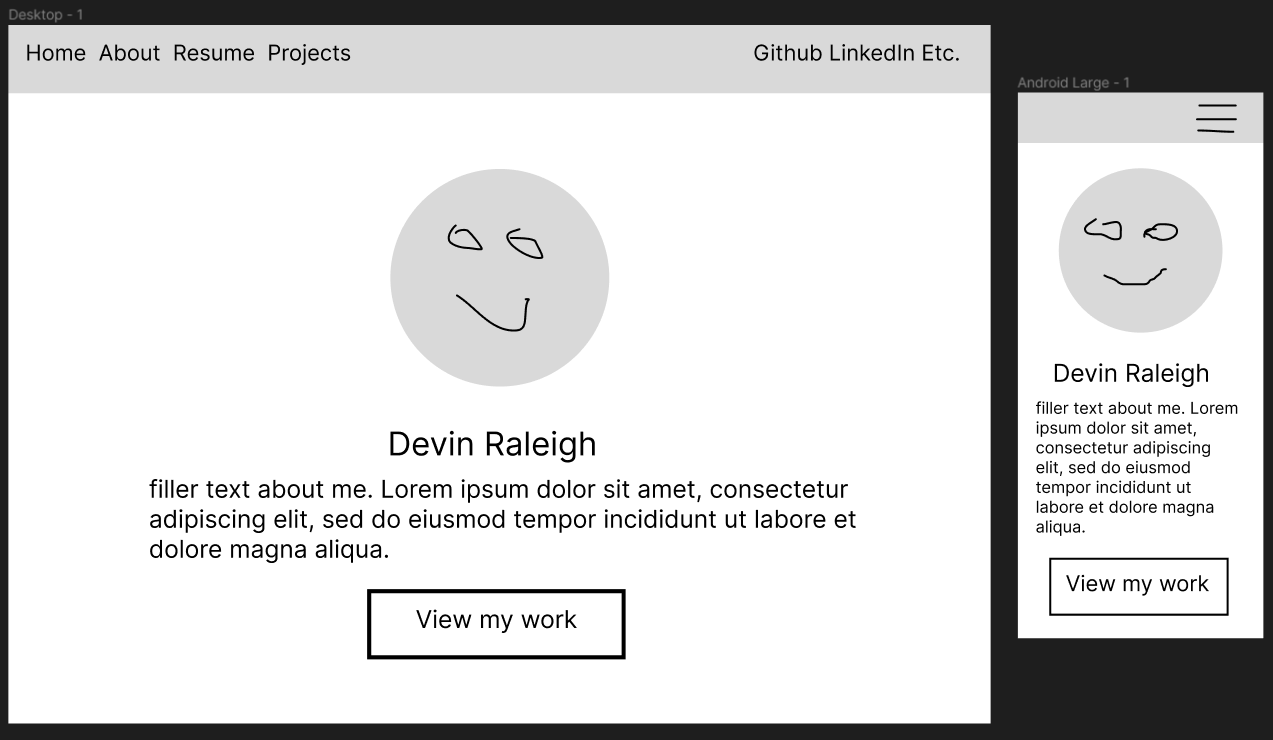 Desktop - 1
Home About Resume Projects
Github LinkedIn Etc.
Devin Raleigh
filler text about me. Lorem ipsum dolor sit amet, consectetur
adipiscing elit, sed do eiusmod tempor incididunt ut labore et
dolore magna aliqua.
View my work
Android Large - 1
Devin Raleigh
filler text about me. Lorem
ipsum dolor sit amet,
consectetur adipiscing
elit, sed do eiusmod
tempor incididunt ut
labore et dolore magna
aliqua.
View my work